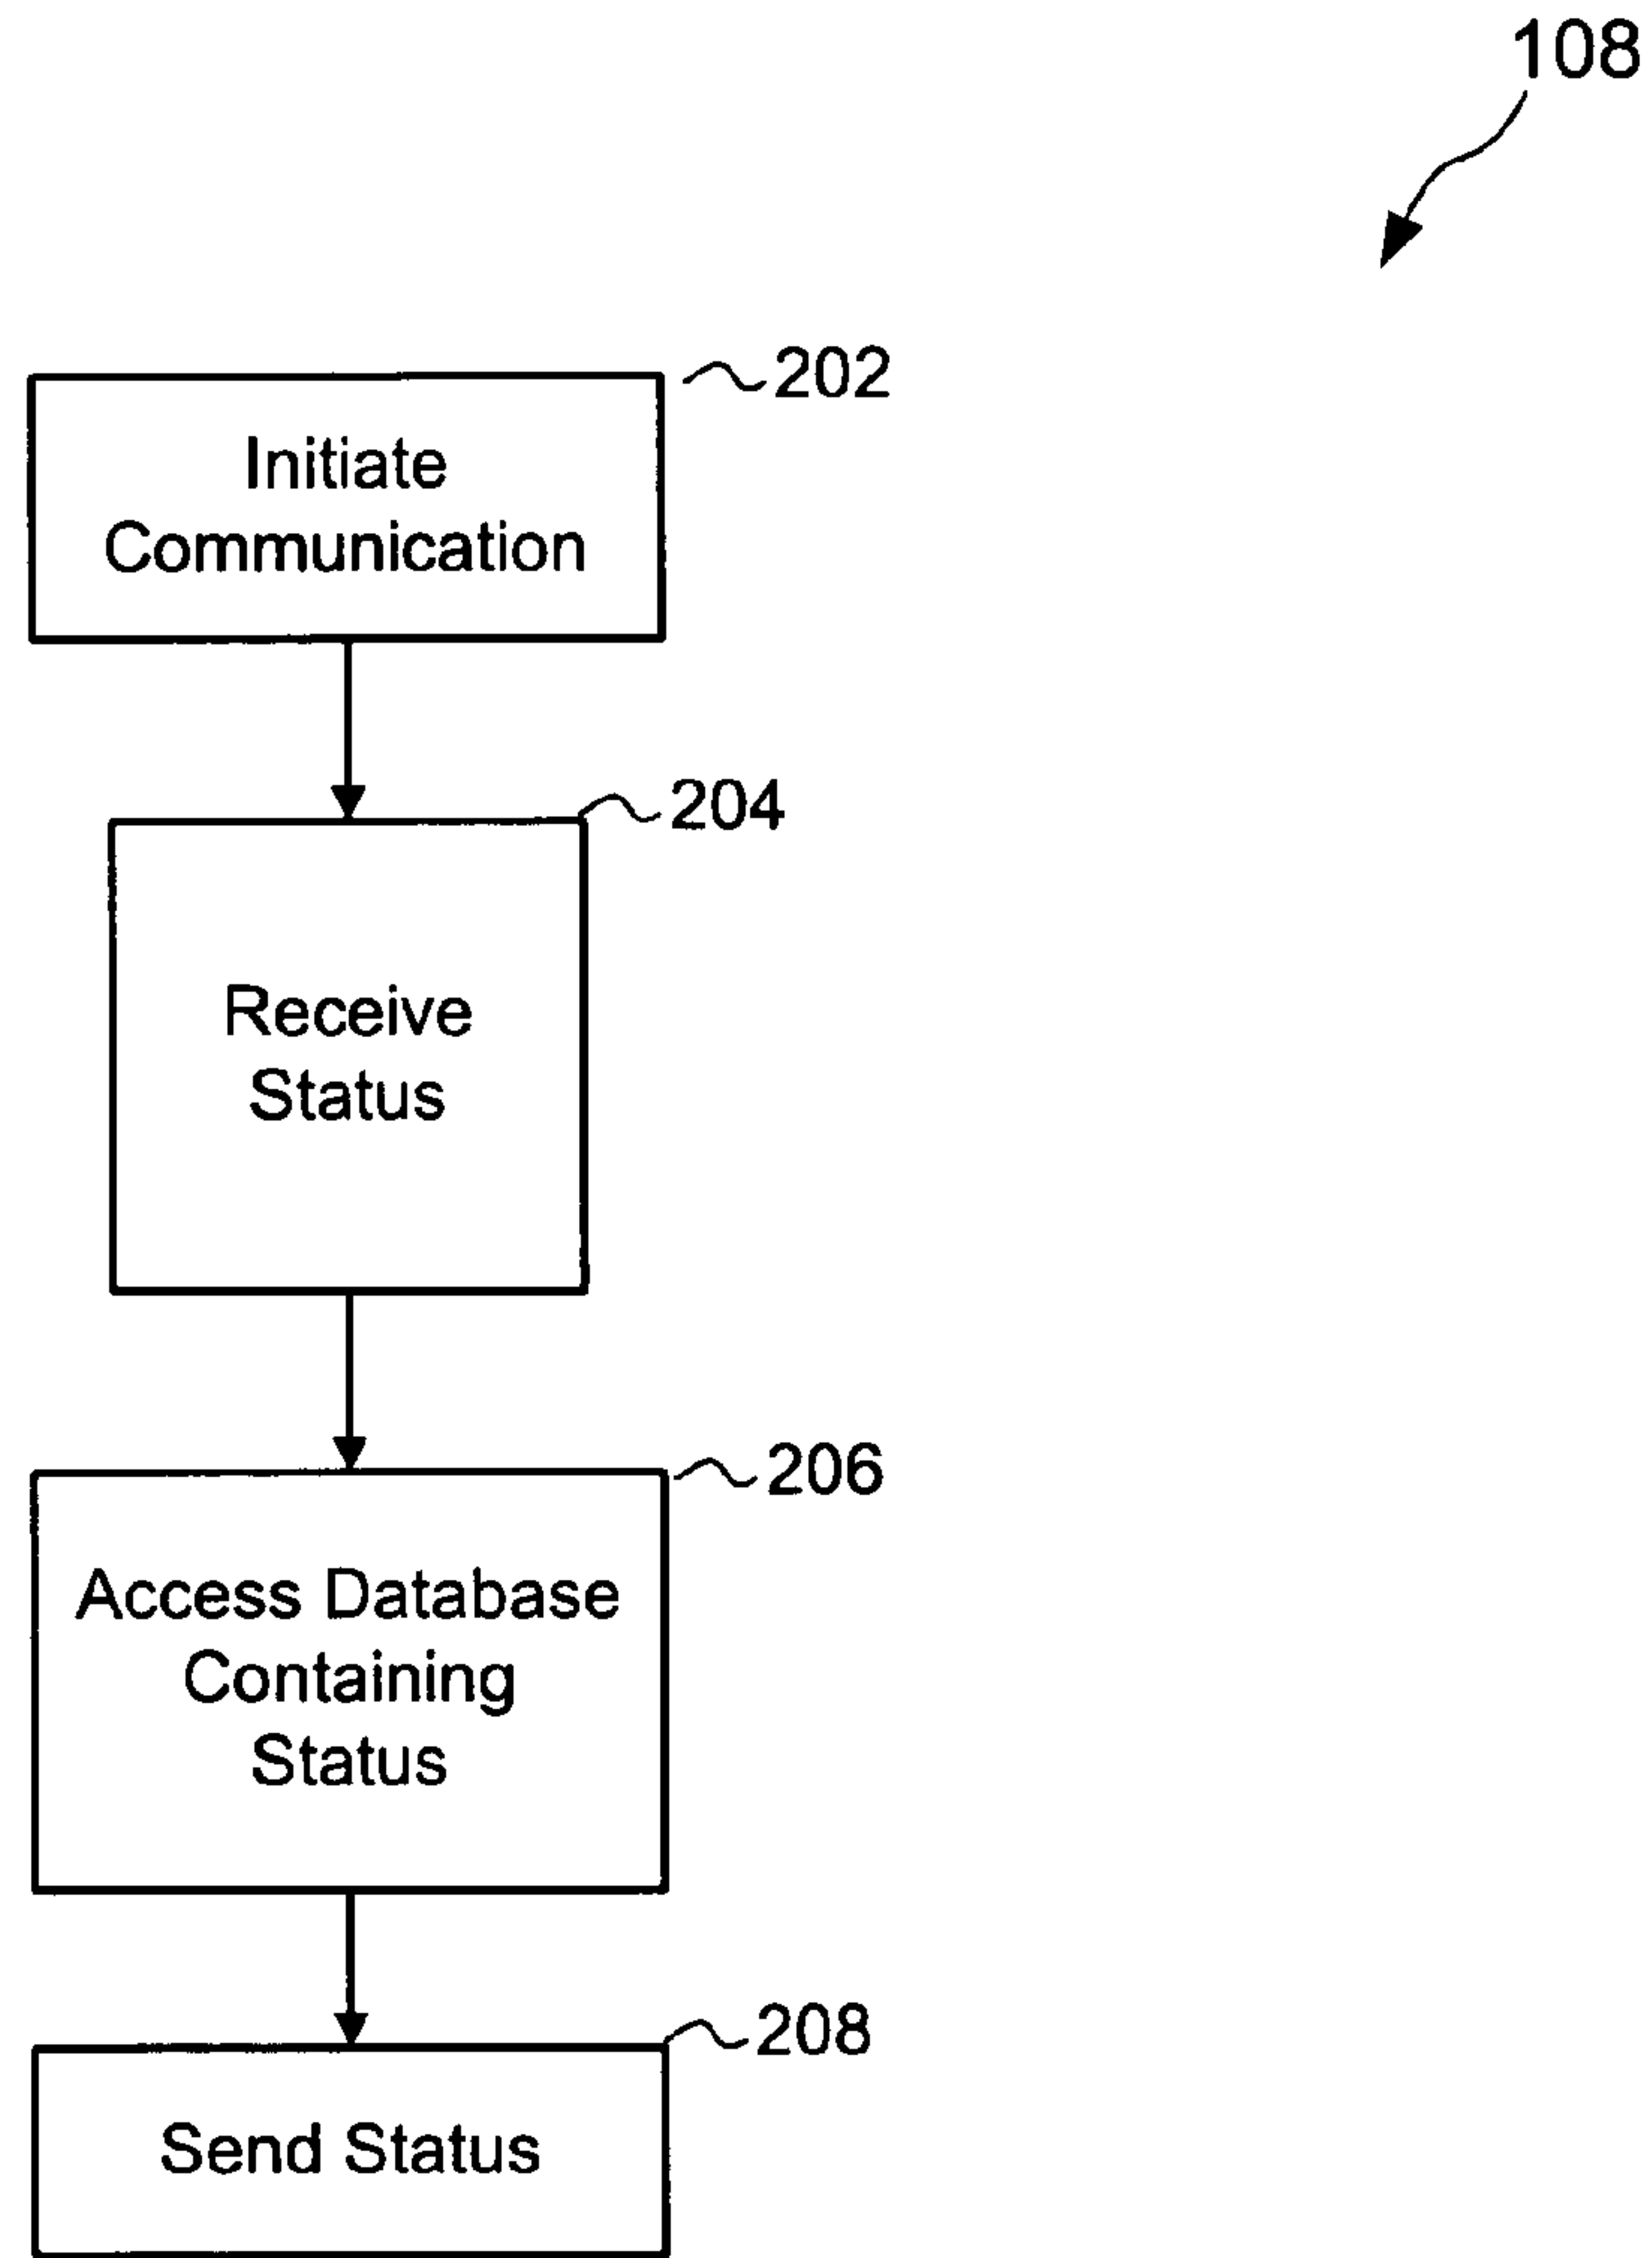 108
202
Initiate
Communication
204
Receive
Status
206
Access Database
Containing
Status
208
Send Status